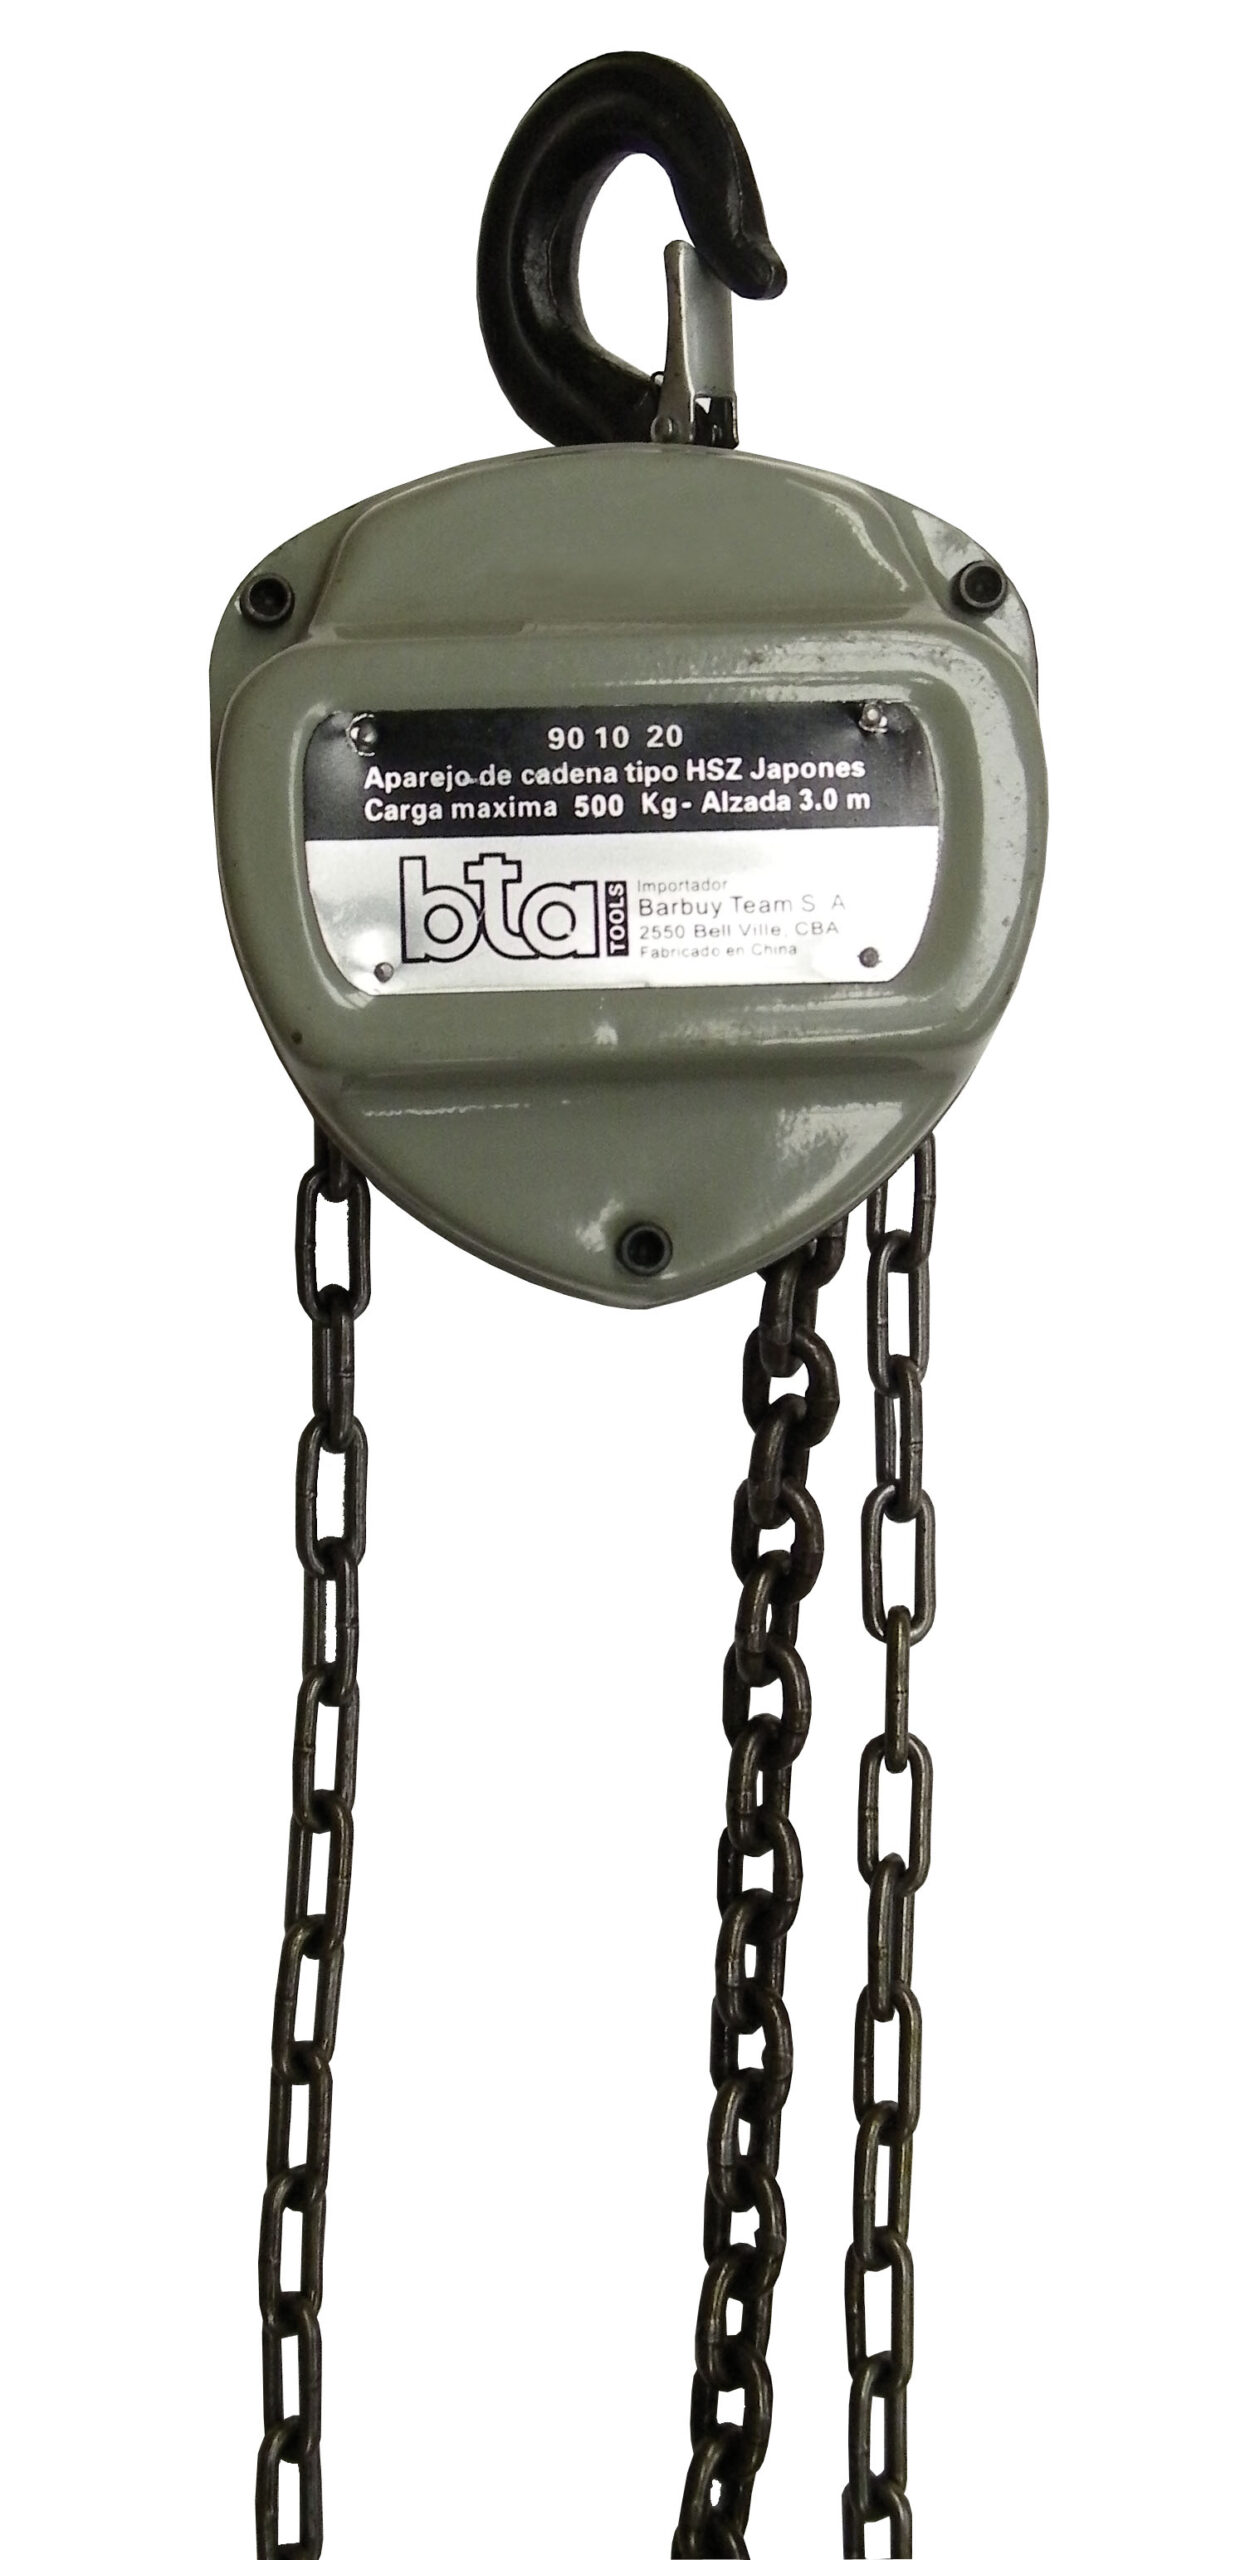 90 10 20
Aparejo de cadena tipo HSZ Japones
Carga maxima 500 Kg - Alzada 3.0 m
bta
TOOLS
Importador
Barbuy Team S A
2550 Bell Ville, CBA
Fabricado en China